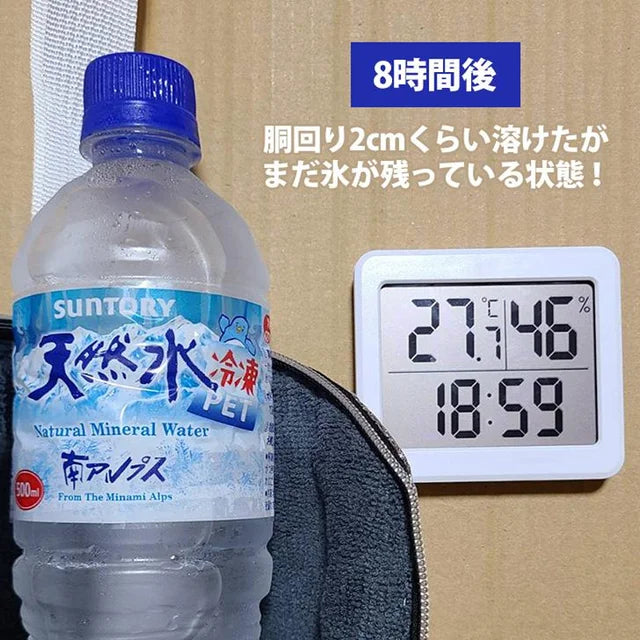 8時間後
胴回り2cmくらい溶けたが
まだ氷が残っている状態！
27.7℃ 46%
18:59
SUNTORY
天然水
冷凍
PET
Natural Mineral Water
南アルプス
500ml
From The Minami Alps